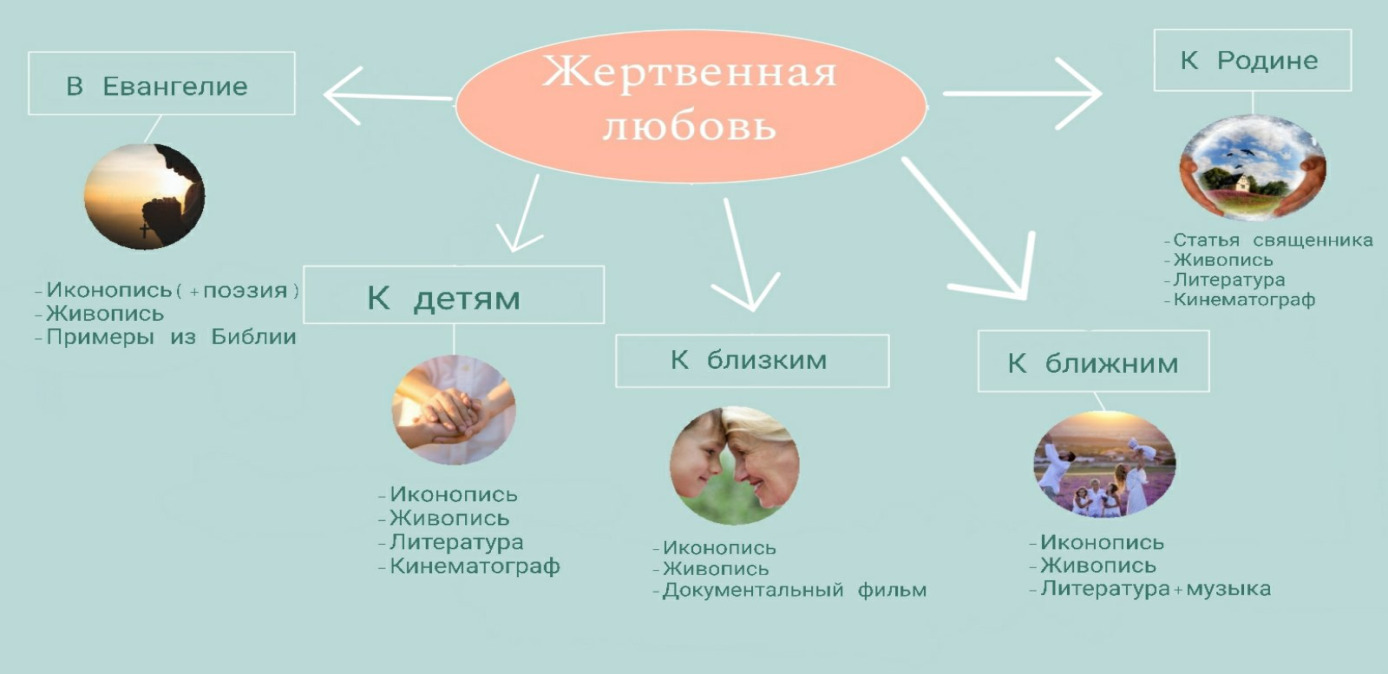 Жертвенная
любовь
В Евангелие
-Иконопись( +поэзия )
-Живопись
-Примеры из Библии
К детям
-Иконопись
-Живопись
-Литература
-Кинематограф
К близким
-Иконопись
-Живопись
-Документальный фильм
К ближним
-Иконопись
-Живопись
-Литература+музыка
К Родине
-Статья священника
-Живопись
-Литература
-Кинематограф